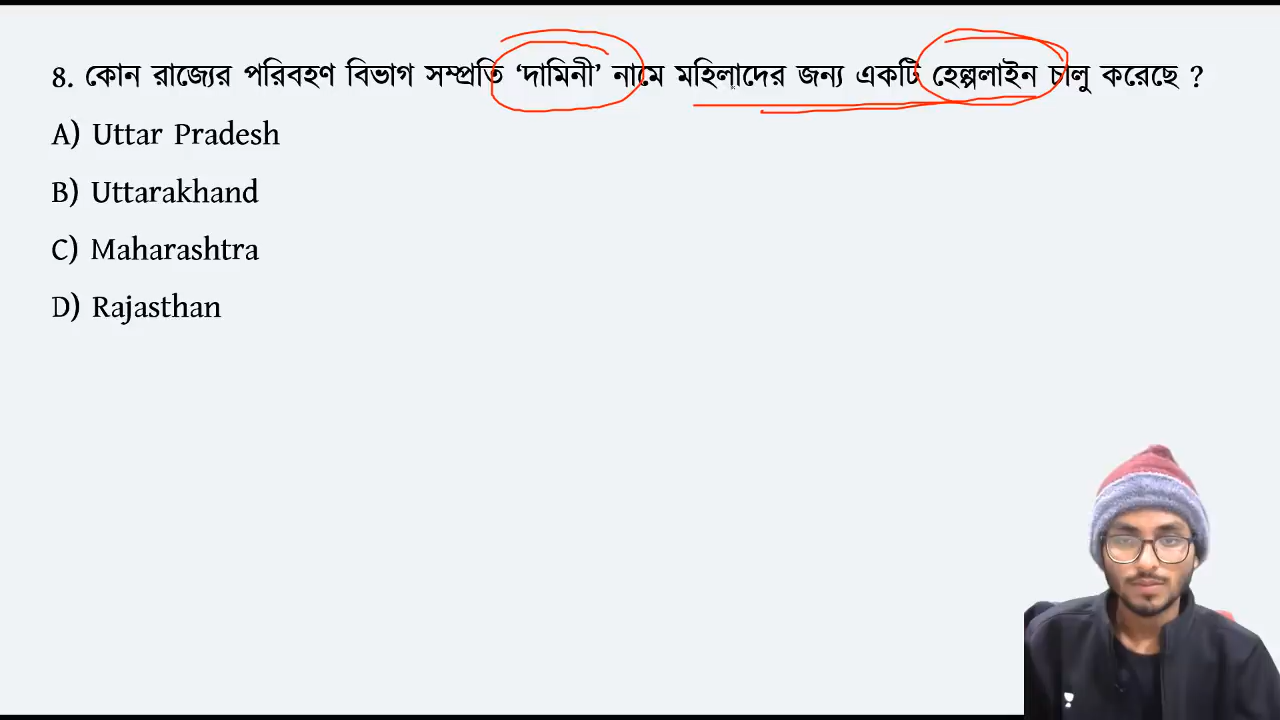 8. কোন রাজ্যের পরিবহণ বিভাগ সম্প্রতি ‘দামিনী’ নামে মহিলাদের জন্য একটি হেল্পলাইন চালু করেছে ?
A) Uttar Pradesh
B) Uttarakhand
C) Maharashtra
D) Rajasthan